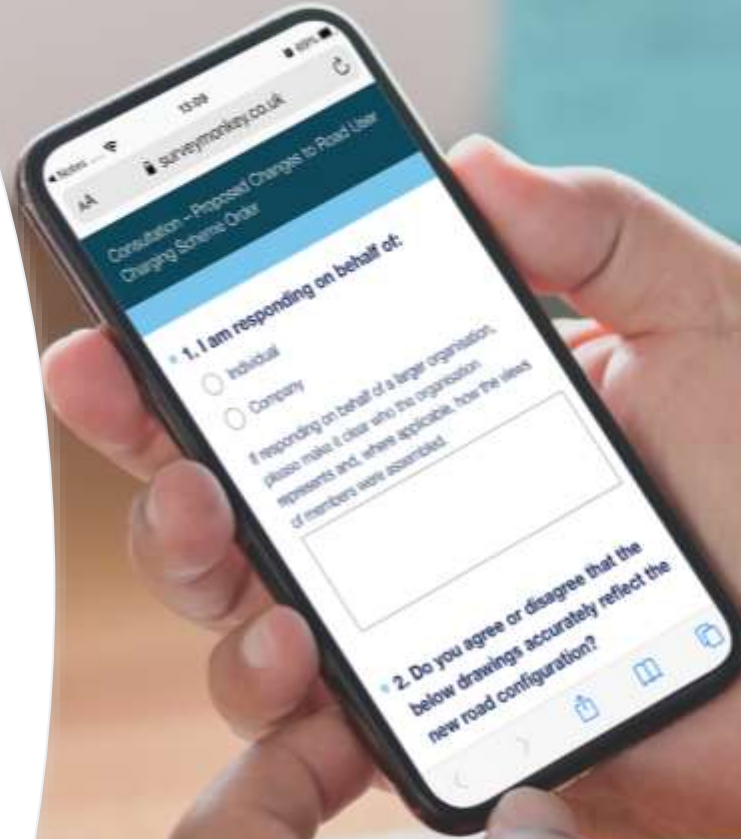 Notes
13:09
AA
surveymonkey.co.uk
Consultation – Proposed Changes to Road User
Charging Scheme Order
* 1. I am responding on behalf of:
Individual
Company
If responding on behalf of a larger organisation,
please make it clear who the organisation
represents and, where applicable, how the views
of members were assembled.
* 2. Do you agree or disagree that the
below drawings accurately reflect the
new road configuration?